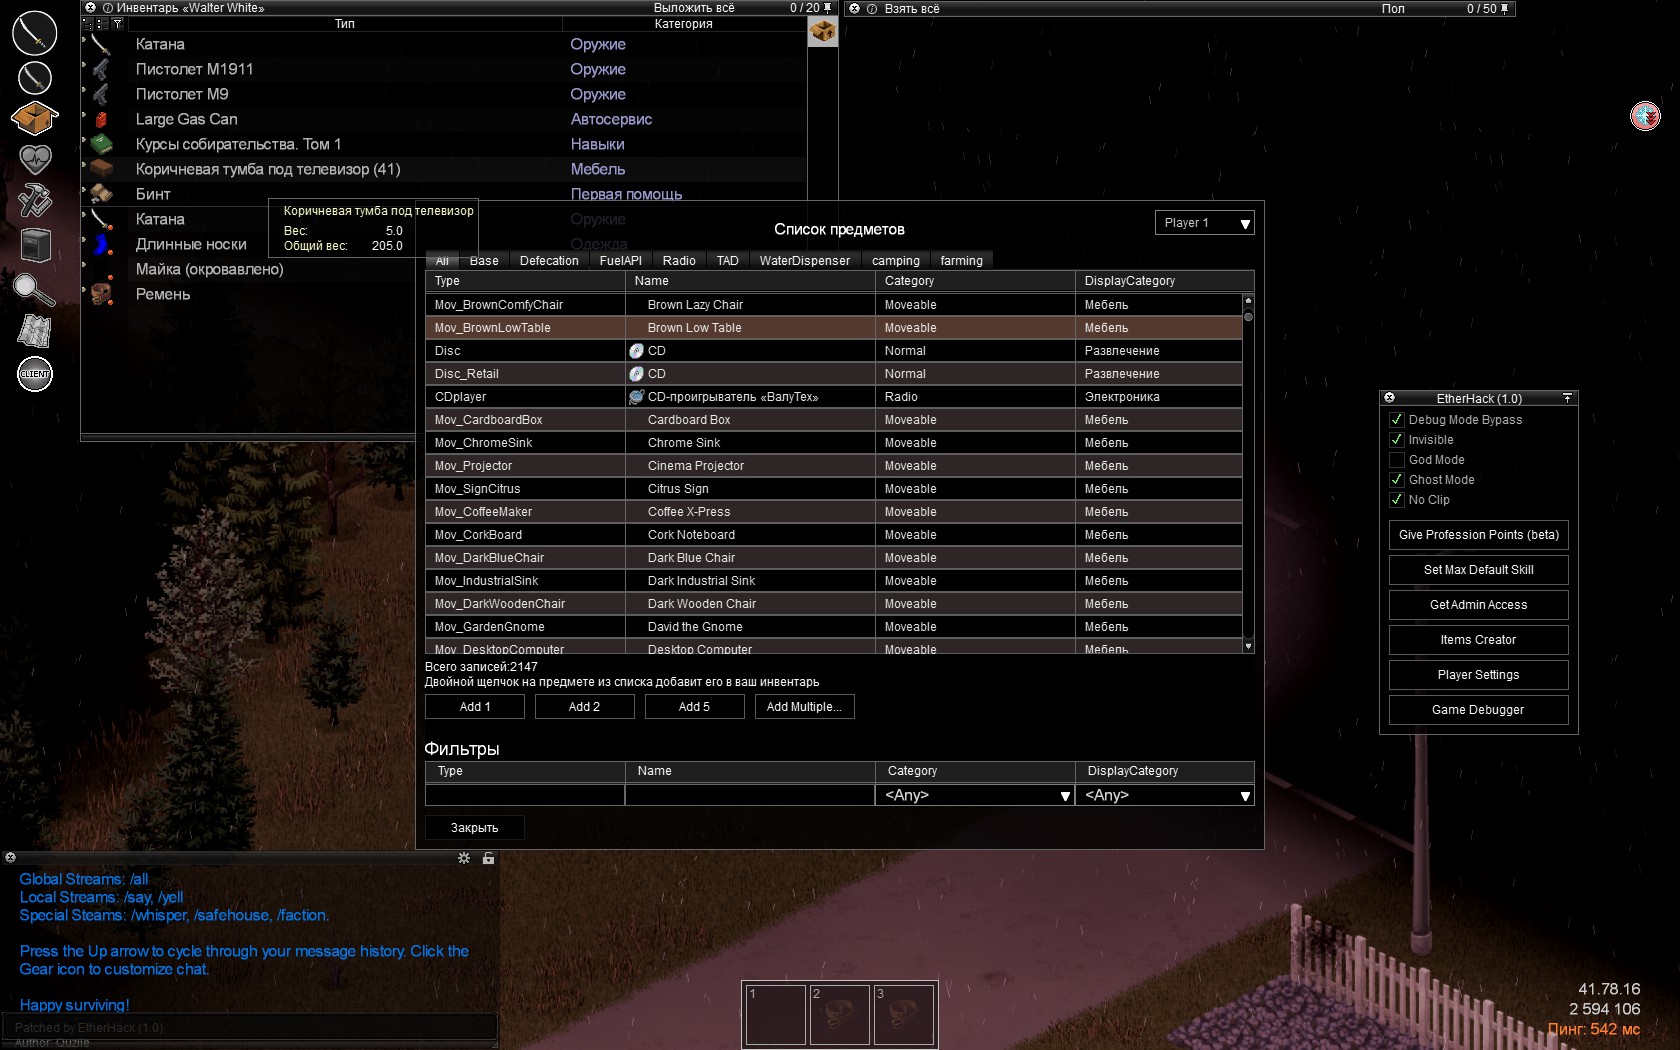 Инвентарь «Walter White» Выложить всё 0 / 20
Взять всё Пол 0 / 50
Тип Категория
Катана Оружие
Пистолет M1911 Оружие
Пистолет M9 Оружие
Large Gas Can Автосервис
Курсы собирательства. Том 1 Навыки
Коричневая тумба под телевизор (41) Мебель
Бинт Первая помощь
Катана Оружие
Длинные носки Одежда
Майка (окровавлено)
Ремень
Коричневая тумба под телевизор
Вес: 5.0
Общий вес: 205.0
CLIENT
Список предметов
Player 1
All Base Defecation FuelAPI Radio TAD WaterDispenser camping farming
Type Name Category DisplayCategory
Mov_BrownComfyChair Brown Lazy Chair Moveable Мебель
Mov_BrownLowTable Brown Low Table Moveable Мебель
Disc CD Normal Развлечение
Disc_Retail CD Normal Развлечение
CDplayer CD-проигрыватель «ВалуТех» Radio Электроника
Mov_CardboardBox Cardboard Box Moveable Мебель
Mov_ChromeSink Chrome Sink Moveable Мебель
Mov_Projector Cinema Projector Moveable Мебель
Mov_SignCitrus Citrus Sign Moveable Мебель
Mov_CoffeeMaker Coffee X-Press Moveable Мебель
Mov_CorkBoard Cork Noteboard Moveable Мебель
Mov_DarkBlueChair Dark Blue Chair Moveable Мебель
Mov_IndustrialSink Dark Industrial Sink Moveable Мебель
Mov_DarkWoodenChair Dark Wooden Chair Moveable Мебель
Mov_GardenGnome David the Gnome Moveable Мебель
Mov_DesktopComputer Desktop Computer Moveable Мебель
Всего записей:2147
Двойной щелчок на предмете из списка добавит его в ваш инвентарь
Add 1 Add 2 Add 5 Add Multiple...
Фильтры
Type Name Category DisplayCategory
<Any> <Any>
Закрыть
EtherHack (1.0)
Debug Mode Bypass
Invisible
God Mode
Ghost Mode
No Clip
Give Profession Points (beta)
Set Max Default Skill
Get Admin Access
Items Creator
Player Settings
Game Debugger
Global Streams: /all
Local Streams: /say, /yell
Special Steams: /whisper, /safehouse, /faction.
Press the Up arrow to cycle through your message history. Click the
Gear icon to customize chat.
Happy surviving!
Patched by EtherHack (1.0)
Author: Quzile
1 2 3
41.78.16
2 594 106
Пинг: 542 мс